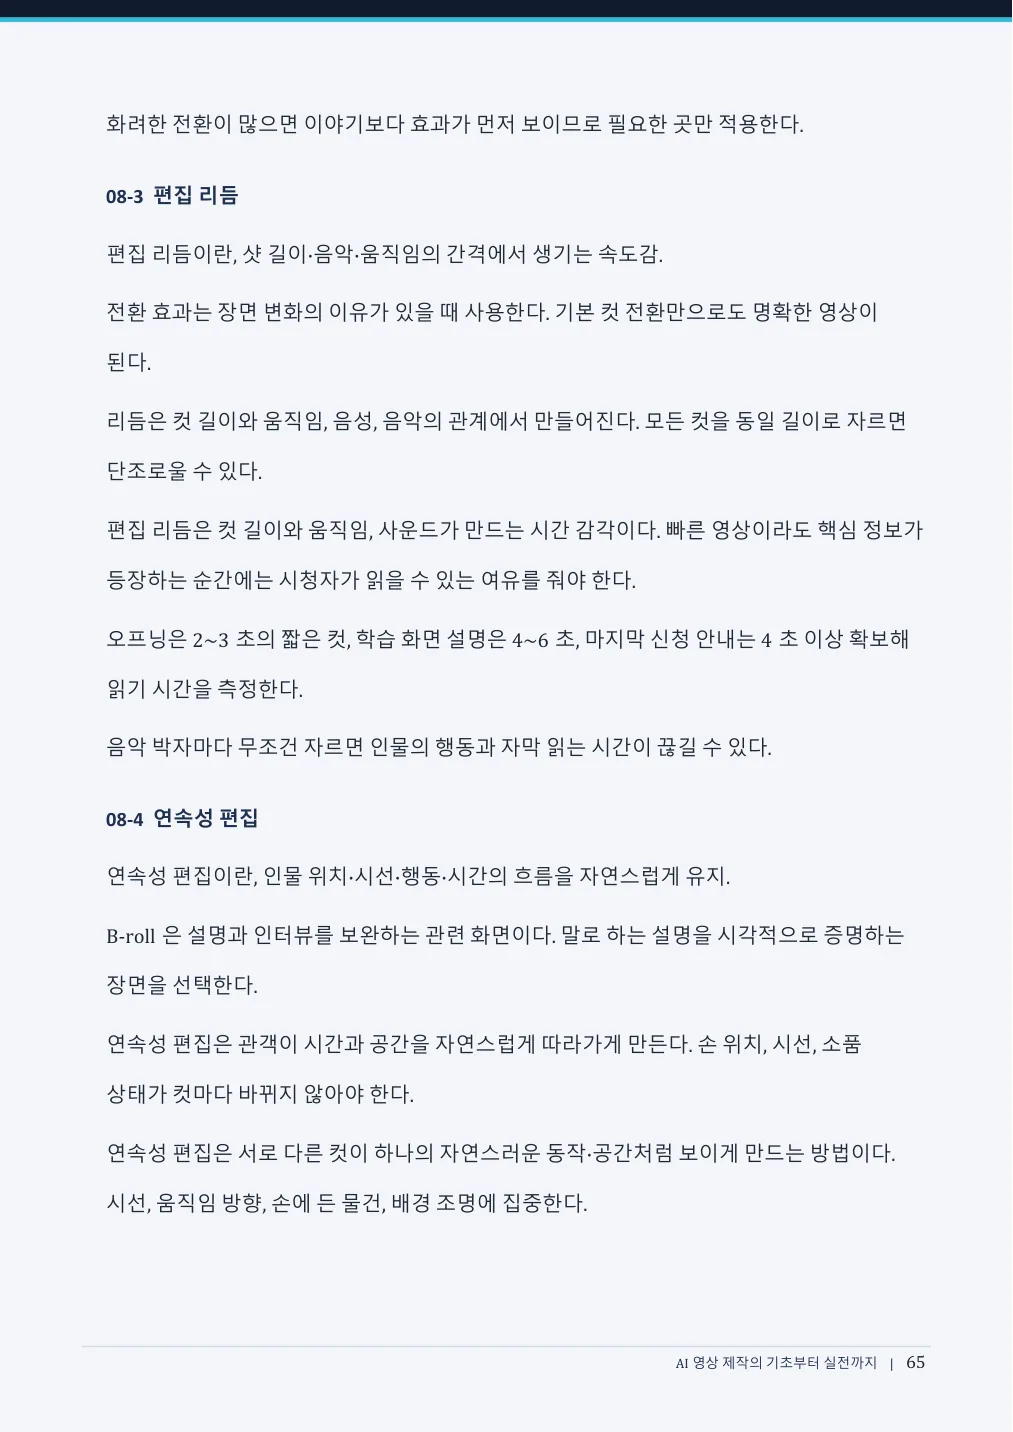 화려한 전환이 많으면 이야기보다 효과가 먼저 보이므로 필요한 곳만 적용한다.
08-3 편집 리듬
편집 리듬이란, 샷 길이·음악·움직임의 간격에서 생기는 속도감.
전환 효과는 장면 변화의 이유가 있을 때 사용한다. 기본 컷 전환만으로도 명확한 영상이
된다.
리듬은 컷 길이와 움직임, 음성, 음악의 관계에서 만들어진다. 모든 컷을 동일 길이로 자르면
단조로울 수 있다.
편집 리듬은 컷 길이와 움직임, 사운드가 만드는 시간 감각이다. 빠른 영상이라도 핵심 정보가
등장하는 순간에는 시청자가 읽을 수 있는 여유를 줘야 한다.
오프닝은 2~3 초의 짧은 컷, 학습 화면 설명은 4~6 초, 마지막 신청 안내는 4 초 이상 확보해
읽기 시간을 측정한다.
음악 박자마다 무조건 자르면 인물의 행동과 자막 읽는 시간이 끊길 수 있다.
08-4 연속성 편집
연속성 편집이란, 인물 위치·시선·행동·시간의 흐름을 자연스럽게 유지.
B-roll 은 설명과 인터뷰를 보완하는 관련 화면이다. 말로 하는 설명을 시각적으로 증명하는
장면을 선택한다.
연속성 편집은 관객이 시간과 공간을 자연스럽게 따라가게 만든다. 손 위치, 시선, 소품
상태가 컷마다 바뀌지 않아야 한다.
연속성 편집은 서로 다른 컷이 하나의 자연스러운 동작·공간처럼 보이게 만드는 방법이다.
시선, 움직임 방향, 손에 든 물건, 배경 조명에 집중한다.
AI 영상 제작의 기초부터 실전까지 | 65